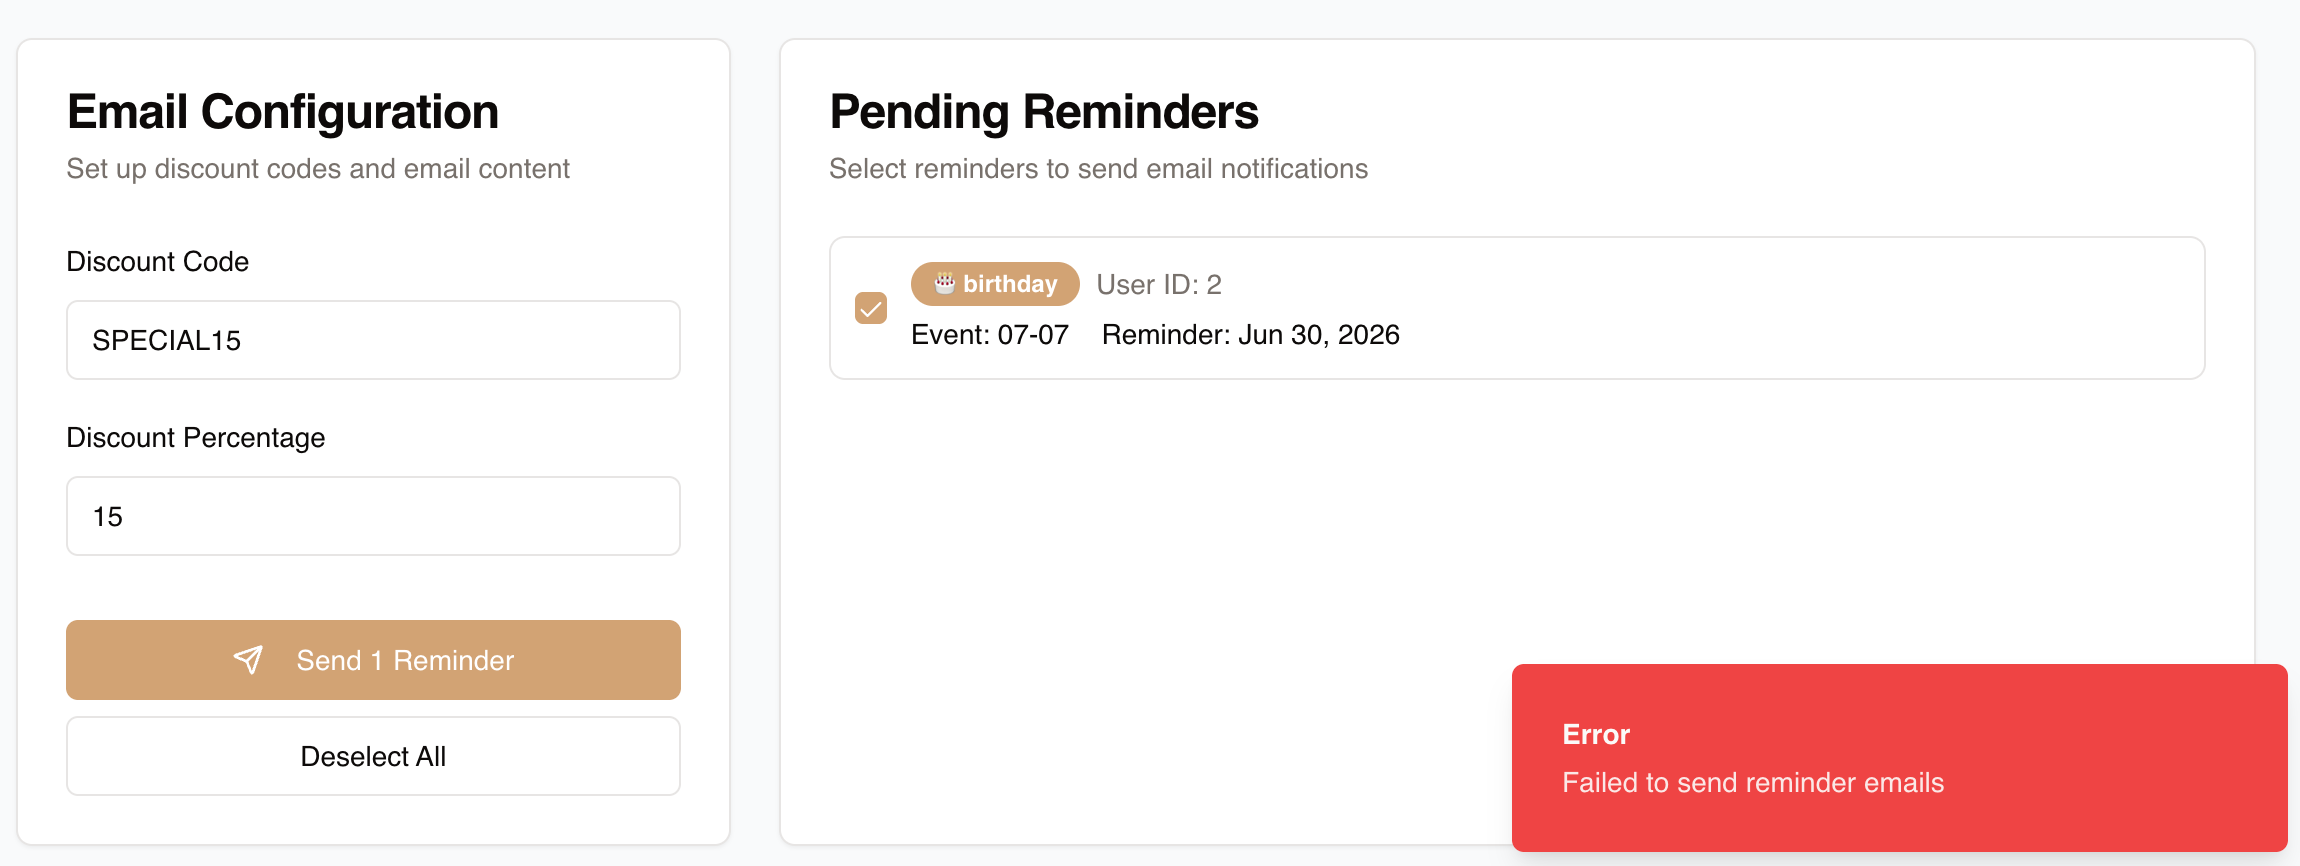 Email Configuration
Set up discount codes and email content
Discount Code
SPECIAL15
Discount Percentage
15
Send 1 Reminder
Deselect All
Pending Reminders
Select reminders to send email notifications
🎂 birthday User ID: 2
Event: 07-07 Reminder: Jun 30, 2026
Error
Failed to send reminder emails